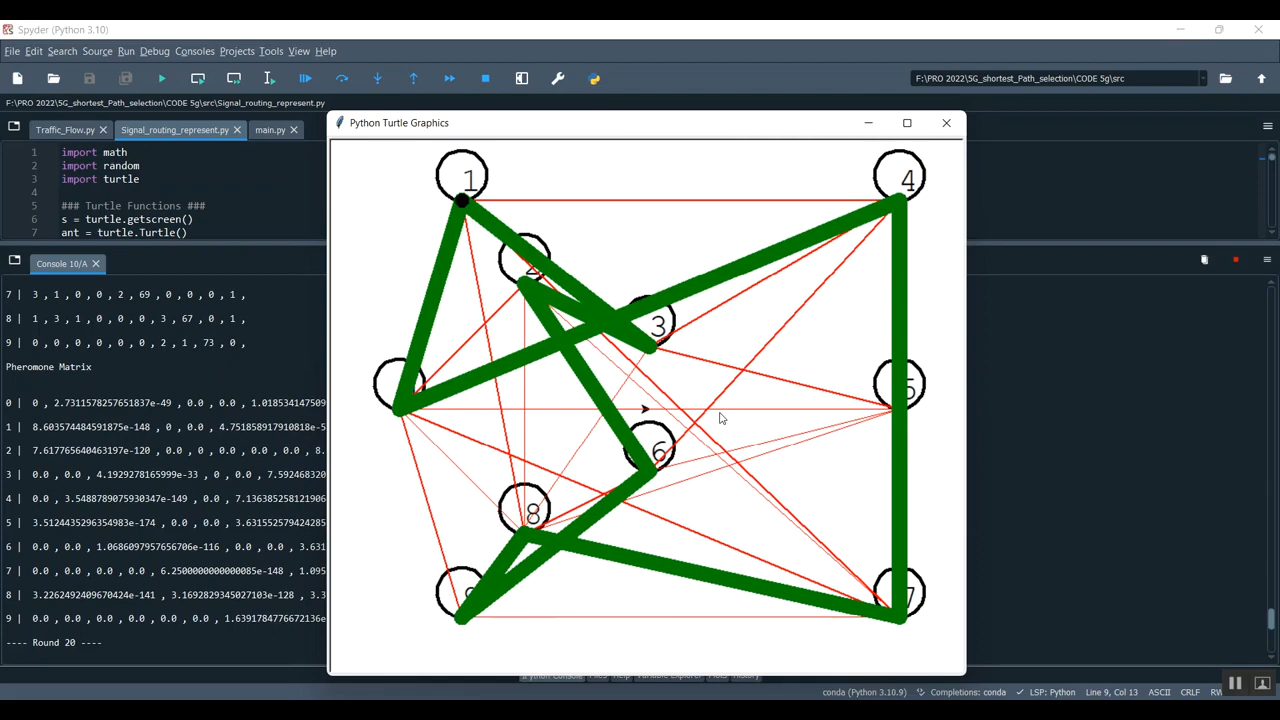 Spyder (Python 3.10)
File Edit Search Source Run Debug Consoles Projects Tools View Help
F:\PRO 2022\5G_shortest_Path_selection\CODE 5g\src
F:\PRO 2022\5G_shortest_Path_selection\CODE 5g\src\Signal_routing_represent.py
Traffic_Flow.py Signal_routing_represent.py main.py
1 import math
2 import random
3 import turtle
4
5 ### Turtle Functions ###
6 s = turtle.getscreen()
7 ant = turtle.Turtle()
Console 10/A
7 | 3 , 1 , 0 , 0 , 2 , 69 , 0 , 0 , 0 , 1 ,
8 | 1 , 3 , 1 , 0 , 0 , 0 , 3 , 67 , 0 , 1 ,
9 | 0 , 0 , 0 , 0 , 0 , 0 , 2 , 1 , 73 , 0 ,
Pheromone Matrix
0 | 0 , 2.7311578257651837e-49 , 0.0 , 0.0 , 1.018534147509
1 | 8.603574484591875e-148 , 0 , 0.0 , 4.751858917910818e-5
2 | 7.617765640463197e-120 , 0.0 , 0 , 0.0 , 0.0 , 0.0 , 8.
3 | 0.0 , 0.0 , 4.1929278165999e-33 , 0 , 0.0 , 7.592468320
4 | 0.0 , 3.5488789075930347e-149 , 0.0 , 7.136385258121906
5 | 3.5124435296354983e-174 , 0.0 , 0.0 , 3.631552579424285
6 | 0.0 , 0.0 , 1.0686097957656706e-116 , 0.0 , 0.0 , 3.631
7 | 0.0 , 0.0 , 0.0 , 0.0 , 6.2500000000000085e-148 , 1.095
8 | 3.2262492409670424e-141 , 3.1692829345027103e-128 , 3.3
9 | 0.0 , 0.0 , 0.0 , 0.0 , 0.0 , 0.0 , 1.6391784776672136e
---- Round 20 ----
Python Turtle Graphics
1
4
2
3
5
6
8
9
7
IPython Console Files Help Variable Explorer Plots History
conda (Python 3.10.9) Completions: conda LSP: Python Line 9, Col 13 ASCII CRLF RW